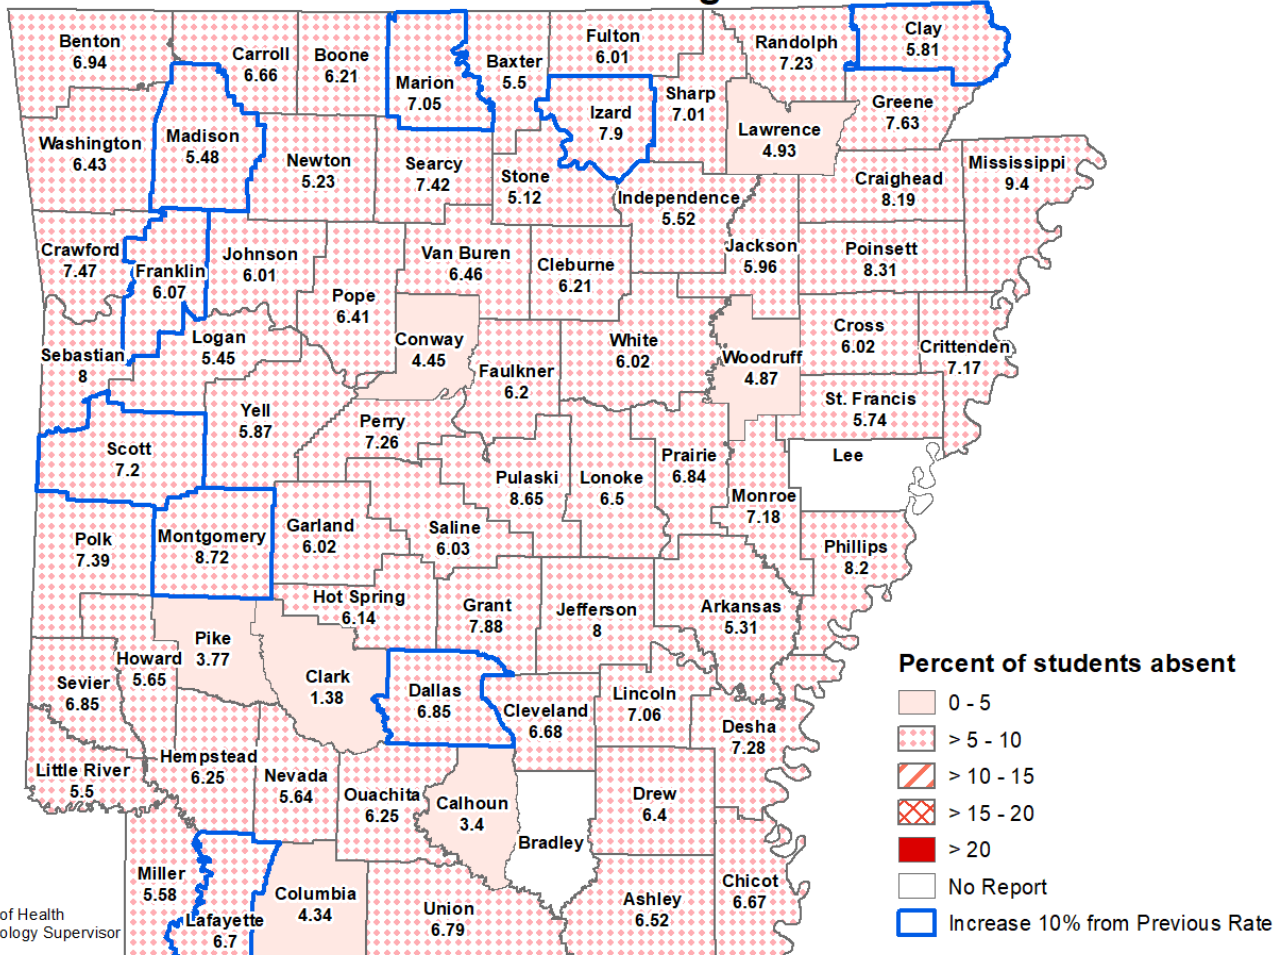 Benton
6.94
Carroll
6.66
Boone
6.21
Marion
7.05
Baxter
5.5
Fulton
6.01
Sharp
7.01
Randolph
7.23
Clay
5.81
Greene
7.63
Izard
7.9
Lawrence
4.93
Washington
6.43
Madison
5.48
Newton
5.23
Searcy
7.42
Stone
5.12
Independence
5.52
Craighead
8.19
Mississippi
9.4
Crawford
7.47
Franklin
6.07
Johnson
6.01
Van Buren
6.46
Cleburne
6.21
Jackson
5.96
Poinsett
8.31
Pope
6.41
Sebastian
8
Logan
5.45
Conway
4.45
Faulkner
6.2
White
6.02
Woodruff
4.87
Cross
6.02
Crittenden
7.17
St. Francis
5.74
Scott
7.2
Yell
5.87
Perry
7.26
Pulaski
8.65
Lonoke
6.5
Prairie
6.84
Monroe
7.18
Lee
Polk
7.39
Montgomery
8.72
Garland
6.02
Saline
6.03
Phillips
8.2
Hot Spring
6.14
Grant
7.88
Jefferson
8
Arkansas
5.31
Pike
3.77
Howard
5.65
Sevier
6.85
Clark
1.38
Dallas
6.85
Cleveland
6.68
Lincoln
7.06
Desha
7.28
Little River
5.5
Hempstead
6.25
Nevada
5.64
Ouachita
6.25
Calhoun
3.4
Bradley
Drew
6.4
Miller
5.58
Lafayette
6.7
Columbia
4.34
Union
6.79
Ashley
6.52
Chicot
6.67
Percent of students absent
0 - 5
> 5 - 10
> 10 - 15
> 15 - 20
> 20
No Report
Increase 10% from Previous Rate
of Health
ology Supervisor